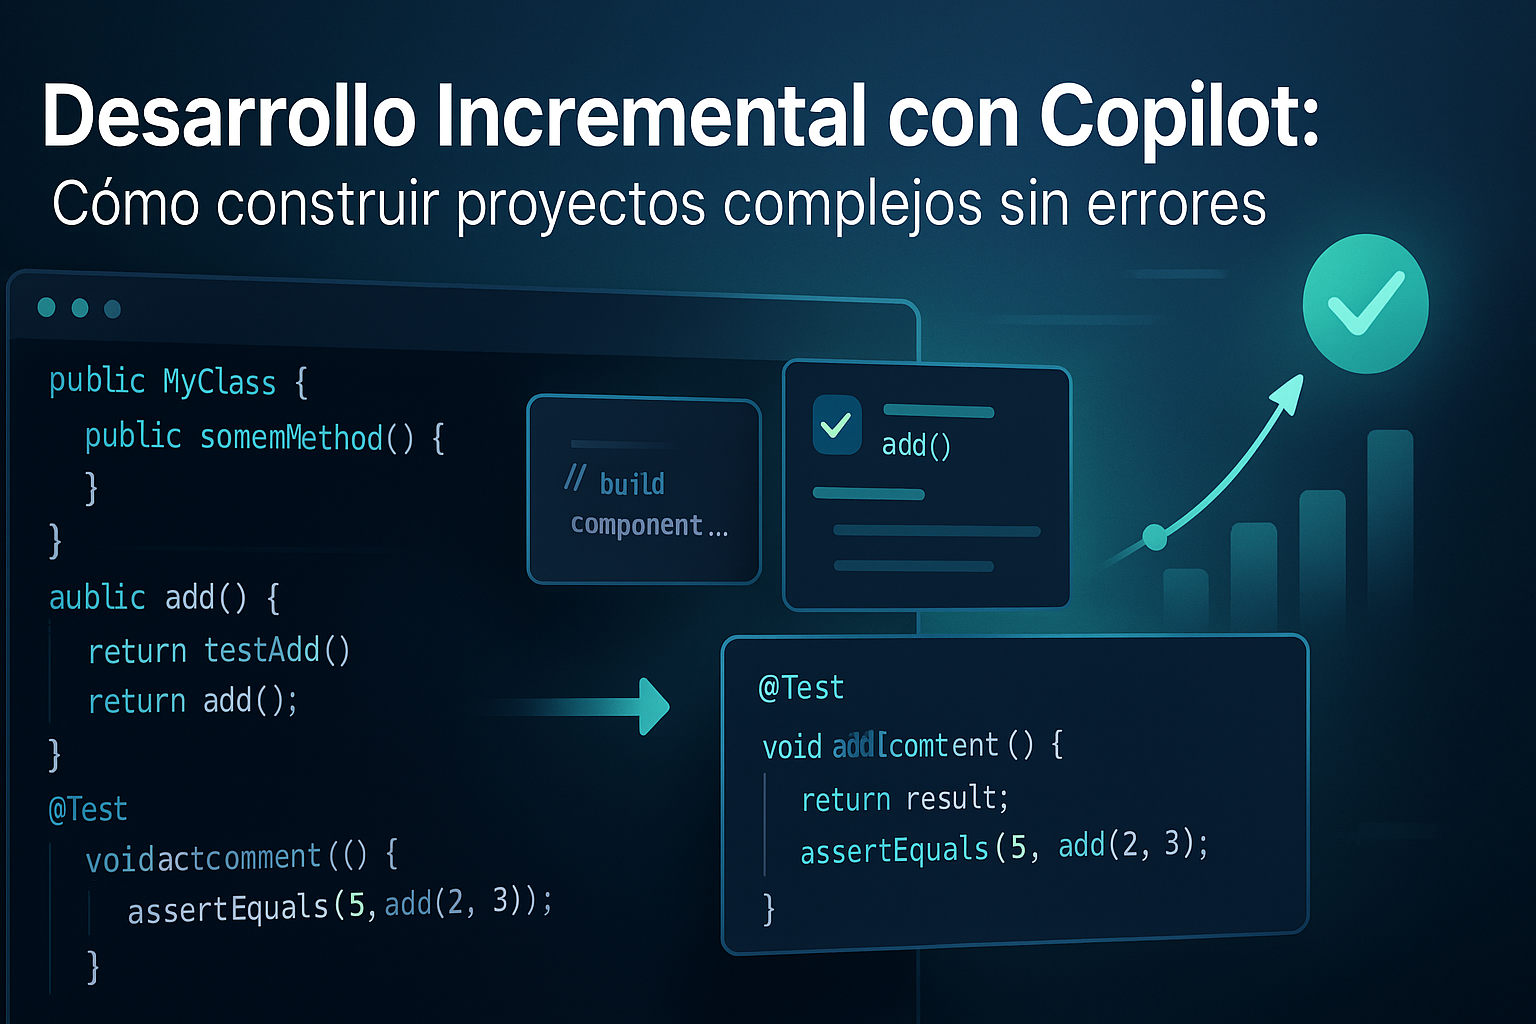 Desarrollo Incremental con Copilot:
Cómo construir proyectos complejos sin errores
public MyClass {
public somemMethod() {
}
}
aublic add() {
return testAdd()
return add();
}
@Test
voidactcomment(() {
assertEquals(5, add(2, 3));
}
// build
component...
add()
@Test
void add[comtent () {
return result;
assertEquals(5, add(2, 3);
}